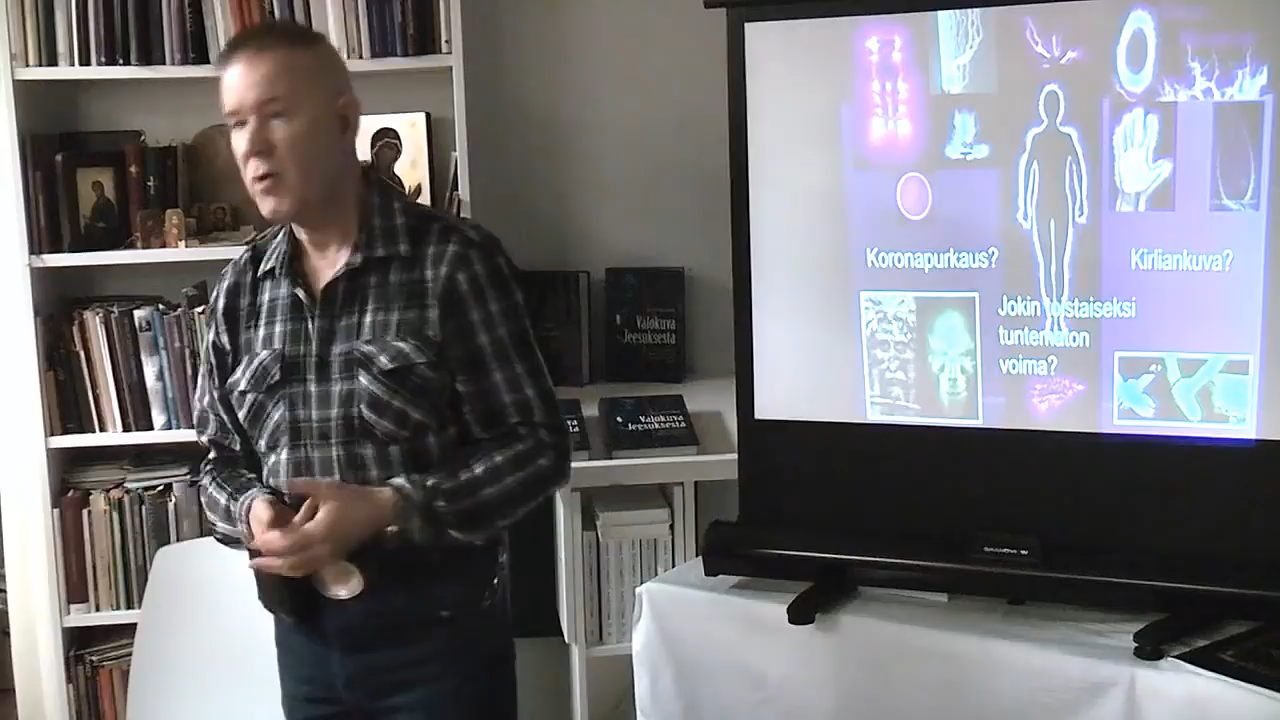 Koronapurkaus?
Kirliankuva?
Jokin toistaiseksi
tuntematon
voima?
Valokuva
Jeesuksesta
Valokuva
Jeesuksesta